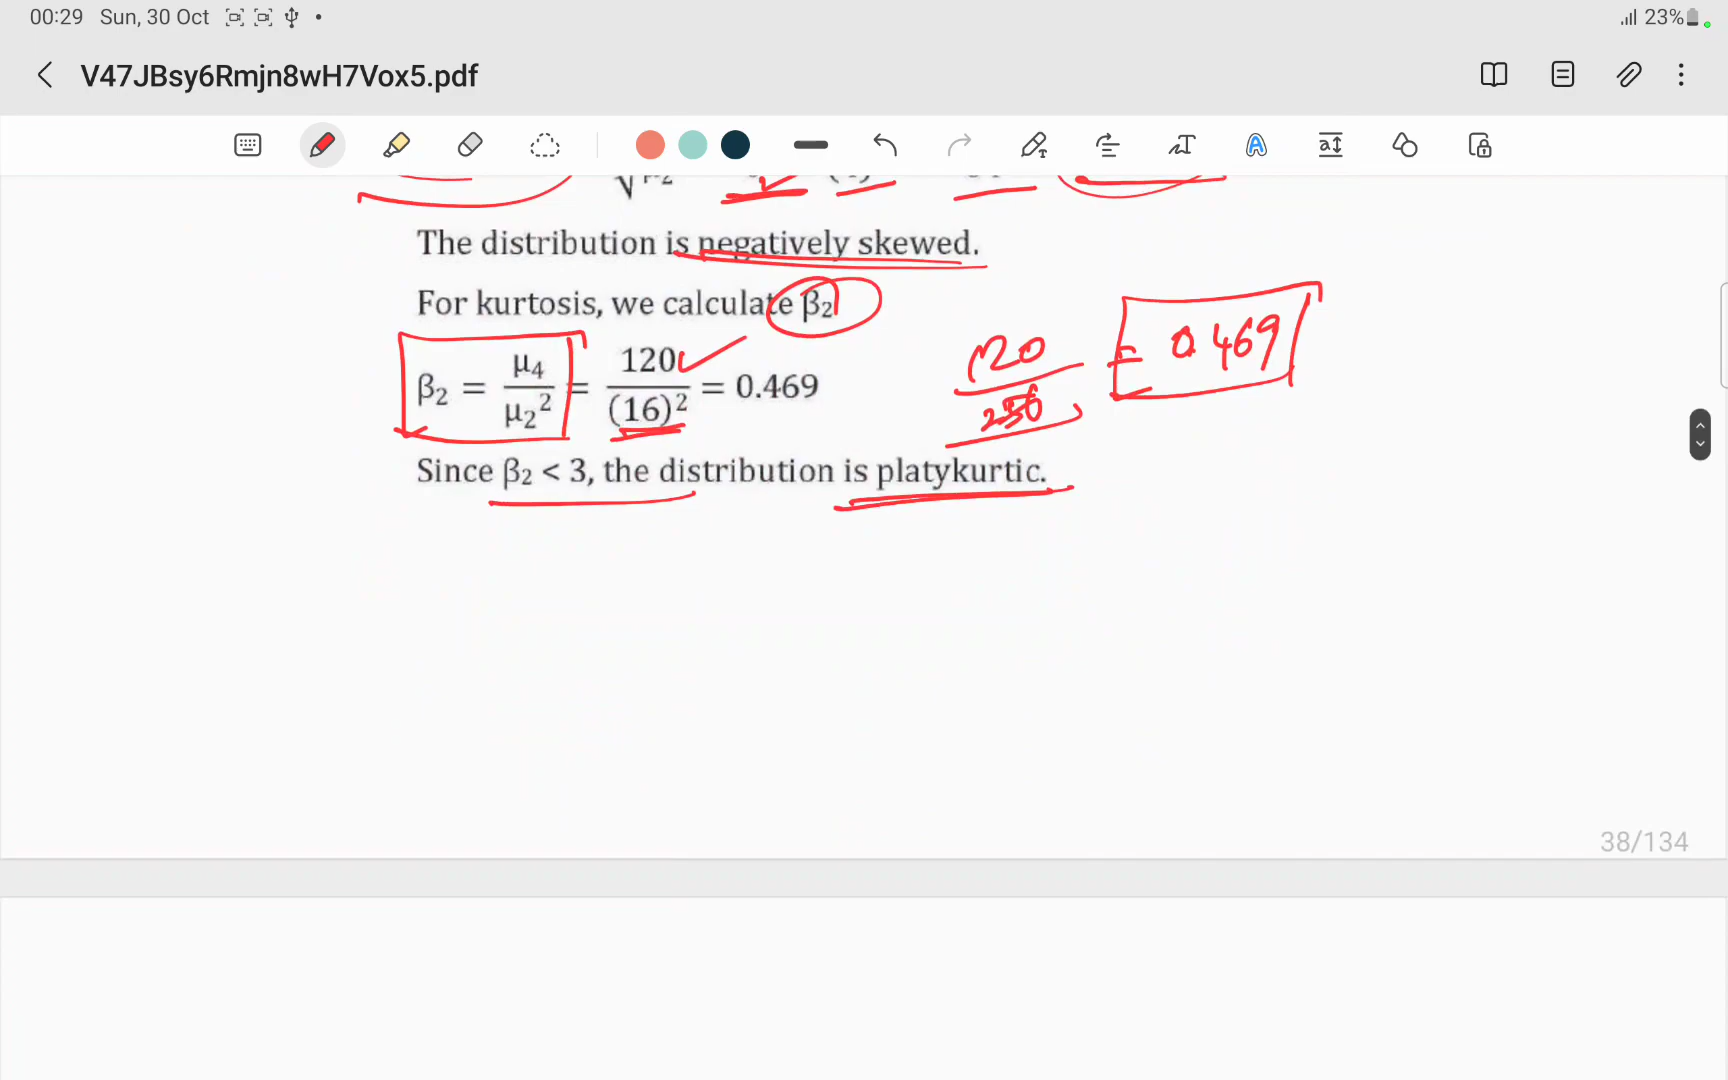 00:29 Sun, 30 Oct 23%
V47JBsy6Rmjn8wH7Vox5.pdf
The distribution is negatively skewed.
For kurtosis, we calculate β₂
β₂ = μ₄/μ₂² = 120/(16)² = 0.469
120/256 = 0.469
Since β₂ < 3, the distribution is platykurtic.
38/134